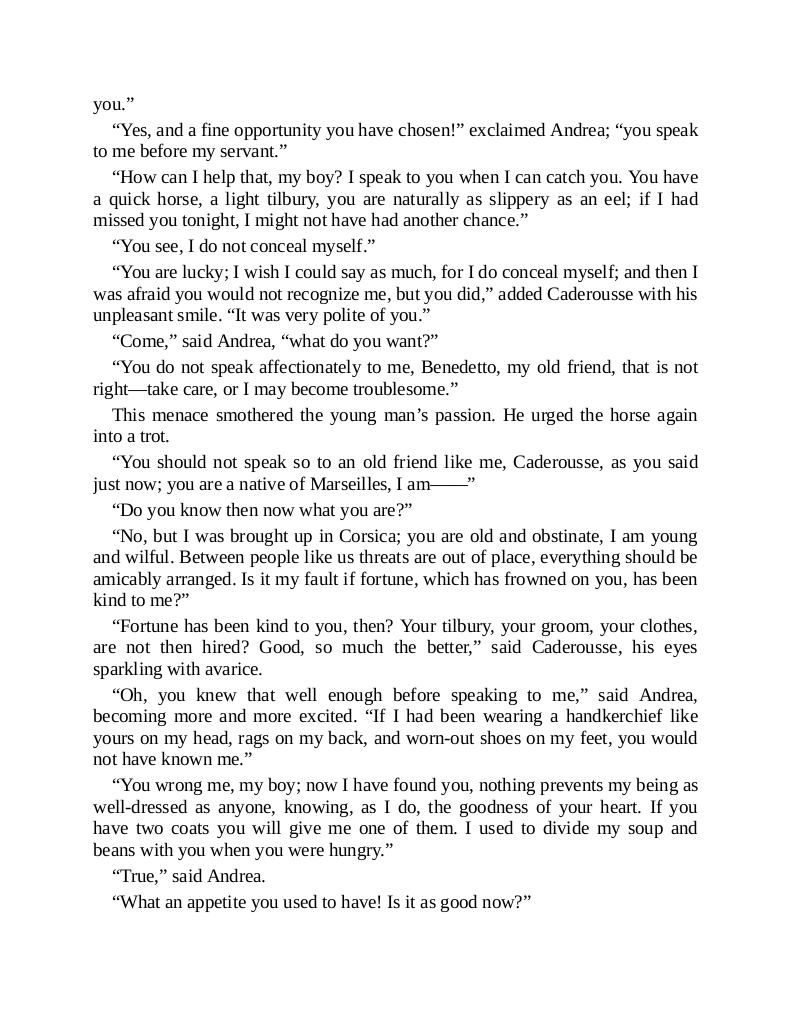 you.”
“Yes, and a fine opportunity you have chosen!” exclaimed Andrea; “you speak
to me before my servant.”
“How can I help that, my boy? I speak to you when I can catch you. You have
a quick horse, a light tilbury, you are naturally as slippery as an eel; if I had
missed you tonight, I might not have had another chance.”
“You see, I do not conceal myself.”
“You are lucky; I wish I could say as much, for I do conceal myself; and then I
was afraid you would not recognize me, but you did,” added Caderousse with his
unpleasant smile. “It was very polite of you.”
“Come,” said Andrea, “what do you want?”
“You do not speak affectionately to me, Benedetto, my old friend, that is not
right—take care, or I may become troublesome.”
This menace smothered the young man’s passion. He urged the horse again
into a trot.
“You should not speak so to an old friend like me, Caderousse, as you said
just now; you are a native of Marseilles, I am——”
“Do you know then now what you are?”
“No, but I was brought up in Corsica; you are old and obstinate, I am young
and wilful. Between people like us threats are out of place, everything should be
amicably arranged. Is it my fault if fortune, which has frowned on you, has been
kind to me?”
“Fortune has been kind to you, then? Your tilbury, your groom, your clothes,
are not then hired? Good, so much the better,” said Caderousse, his eyes
sparkling with avarice.
“Oh, you knew that well enough before speaking to me,” said Andrea,
becoming more and more excited. “If I had been wearing a handkerchief like
yours on my head, rags on my back, and worn-out shoes on my feet, you would
not have known me.”
“You wrong me, my boy; now I have found you, nothing prevents my being as
well-dressed as anyone, knowing, as I do, the goodness of your heart. If you
have two coats you will give me one of them. I used to divide my soup and
beans with you when you were hungry.”
“True,” said Andrea.
“What an appetite you used to have! Is it as good now?”